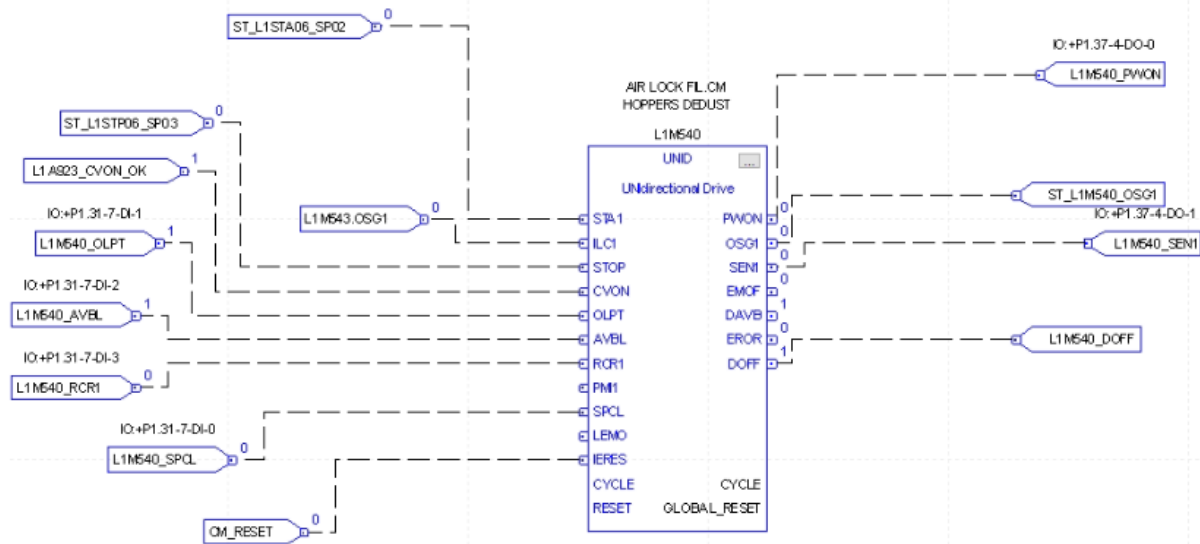 ST_L1STA06_SP02
0
IO:+P1.37-4-DO-0
L1M540_PWON
AIR LOCK FIL.CM
HOPPERS DEDUST
L1M540
ST_L1STP06_SP03
0
UNID
...
UNIdirectional Drive
L1A923_CVON_OK
1
L1M543.OSG1
0
IO:+P1.31-7-DI-1
L1M540_OLPT
1
IO:+P1.31-7-DI-2
L1M540_AVBL
1
IO:+P1.31-7-DI-3
L1M540_RCR1
0
IO:+P1.31-7-DI-0
L1M540_SPCL
0
CM_RESET
0
STA1 PWON 0
ILC1 OSG1 0
STOP SEN1 0
CVON EMOF 0
OLPT DAVB 1
AVBL EROR 0
RCR1 DOFF 1
PMI1
SPCL
LEMO
IERES
CYCLE CYCLE
RESET GLOBAL_RESET
ST_L1M540_OSG1
IO:+P1.37-4-DO-1
L1M540_SEN1
L1M540_DOFF